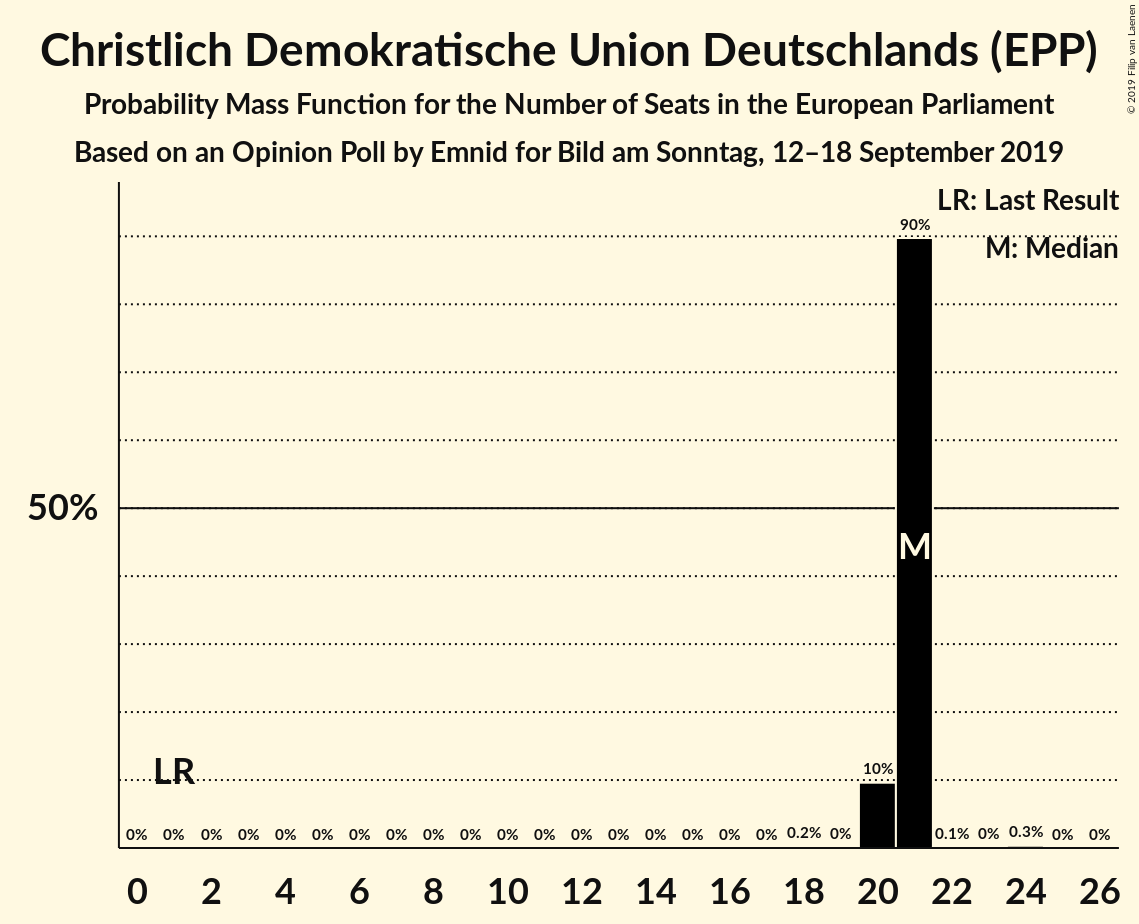 Christlich Demokratische Union Deutschlands (EPP)
Probability Mass Function for the Number of Seats in the European Parliament
Based on an Opinion Poll by Emnid for Bild am Sonntag, 12–18 September 2019
© 2019 Filip van Laenen
LR: Last Result
M: Median
90%
50%
M
LR
10%
0% 0% 0% 0% 0% 0% 0% 0% 0% 0% 0% 0% 0% 0% 0% 0% 0% 0% 0.2% 0% 0.1% 0% 0.3% 0% 0%
0 2 4 6 8 10 12 14 16 18 20 22 24 26